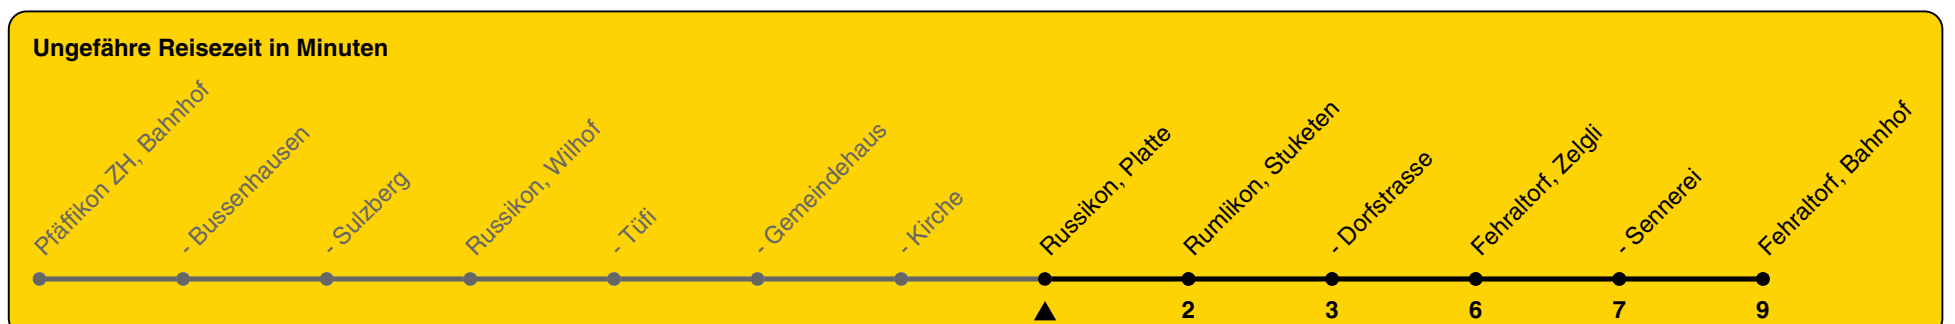 Ungefähre Reisezeit in Minuten
Pfäffikon ZH, Bahnhof
- Bussenhausen
- Sulzberg
Russikon, Wilhof
- Tüfi
- Gemeindehaus
- Kirche
Russikon, Platte
Rumlikon, Stuketen
- Dorfstrasse
Fehraltorf, Zelgli
- Sennerei
Fehraltorf, Bahnhof
2 3 6 7 9